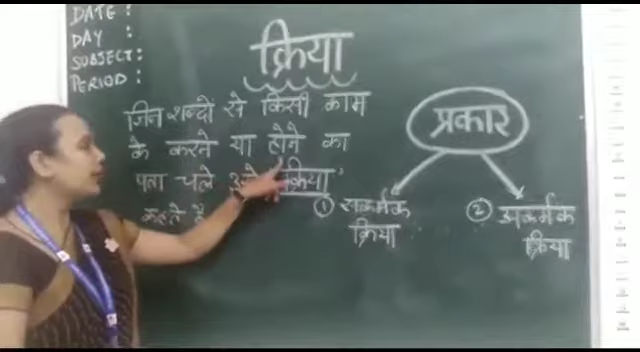 DATE:
DAY:
SUBJECT:
PERIOD:
क्रिया
जिन शब्दो से किसी काम
के करने या होने का
पता चले उसे 'क्रिया'
कहते हैं
प्रकार
① सकर्मक
क्रिया
② अकर्मक
क्रिया